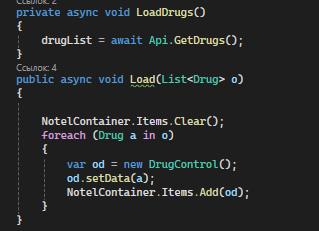 Ссылок: 2
private async void LoadDrugs()
{
drugList = await Api.GetDrugs();
}
Ссылок: 4
public async void Load(List<Drug> o)
{
NotelContainer.Items.Clear();
foreach (Drug a in o)
{
var od = new DrugControl();
od.setData(a);
NotelContainer.Items.Add(od);
}
}